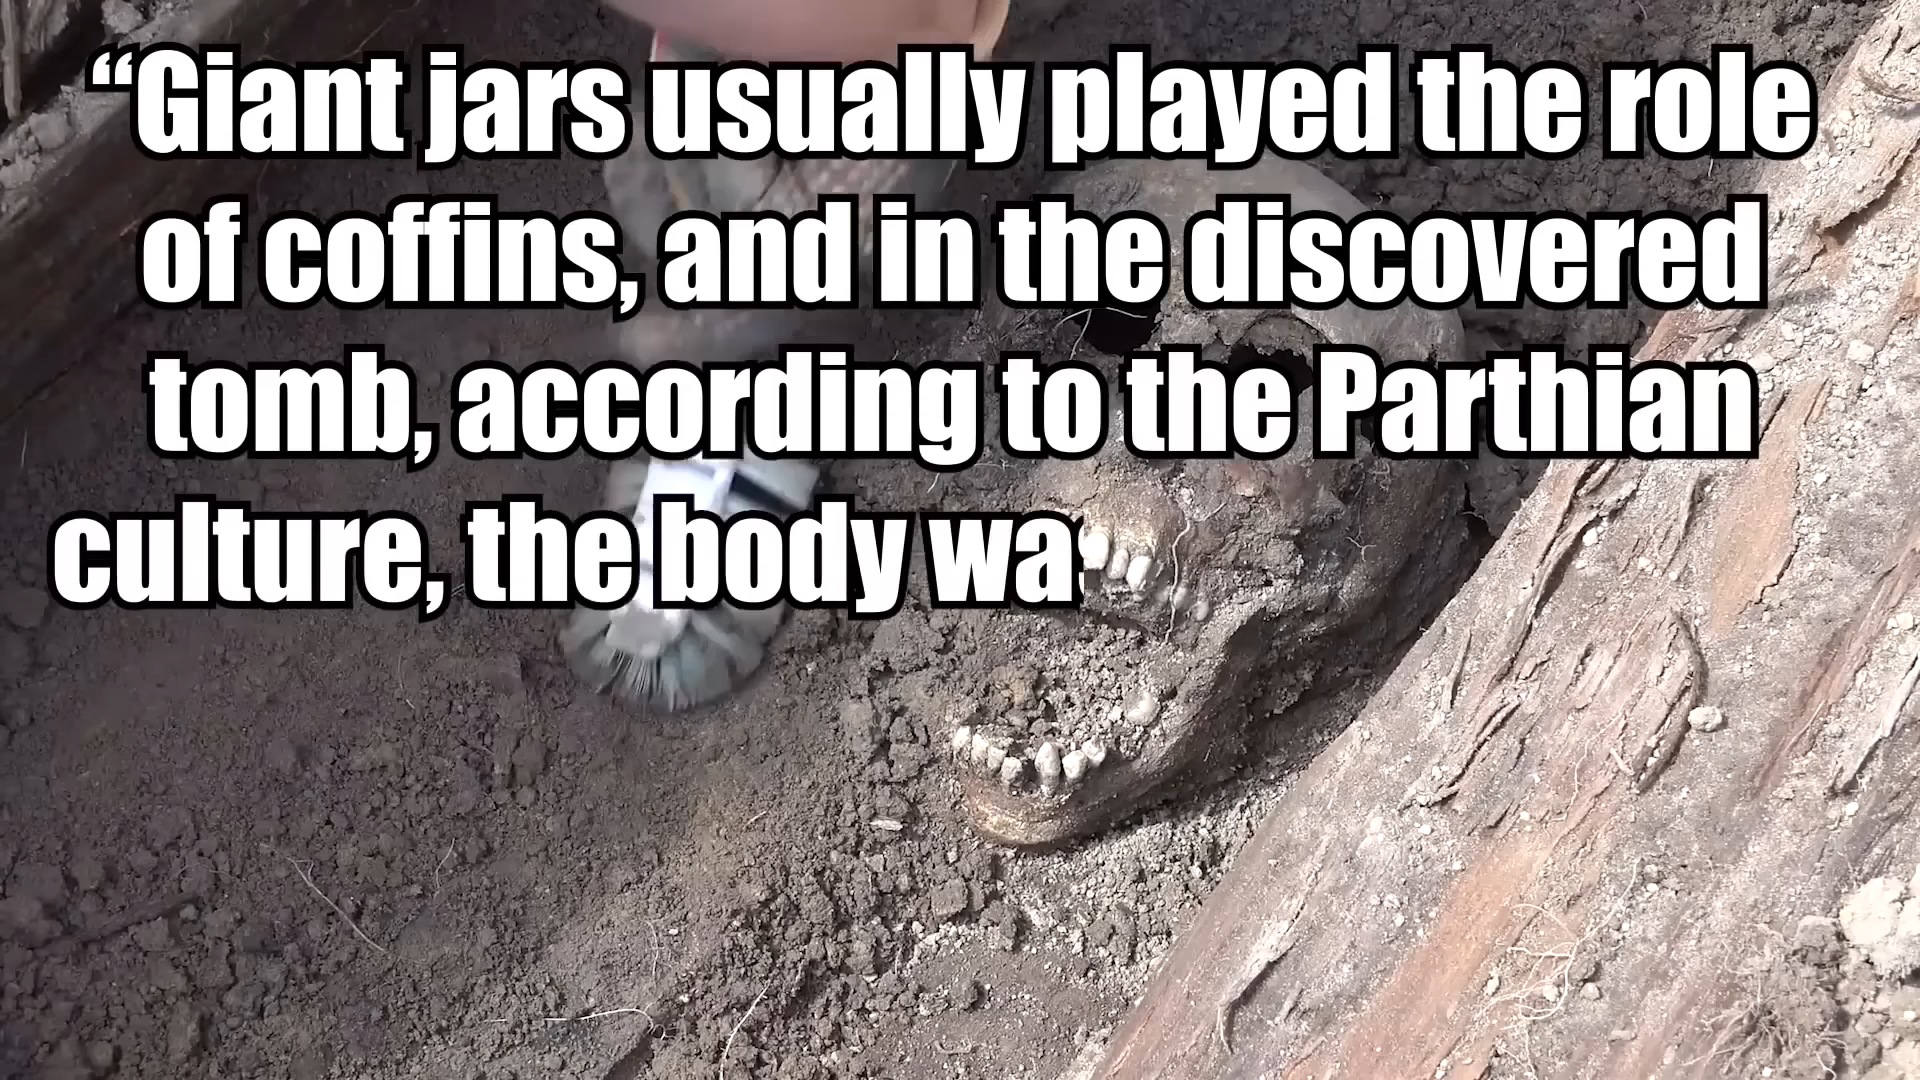 “Giant jars usually played the role
of coffins, and in the discovered
tomb, according to the Parthian
culture, the body wa